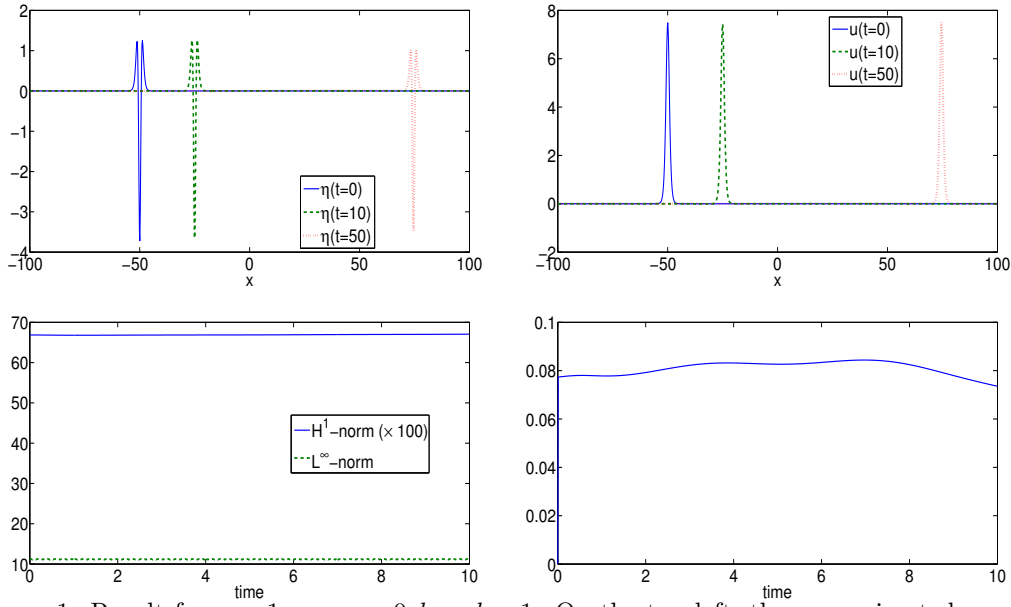 2
1
0
−1
−2
−3
−4
−100 −50 0 50 100
x
η(t=0)
η(t=10)
η(t=50)
8
6
4
2
0
−2
−100 −50 0 50 100
x
u(t=0)
u(t=10)
u(t=50)
70
60
50
40
30
20
10
0 2 4 6 8 10
time
H¹−norm (× 100)
L∞−norm
0.1
0.08
0.06
0.04
0.02
0
0 2 4 6 8 10
time